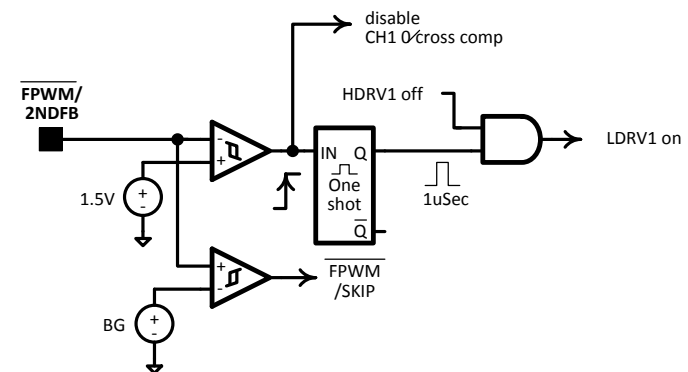 disable
CH1 0⁄cross comp
FPWM/
2NDFB
HDRV1 off
LDRV1 on
-
+
IN Q
One
shot
Q
1uSec
1.5V
+
-
+
-
FPWM
/SKIP
BG
+
-